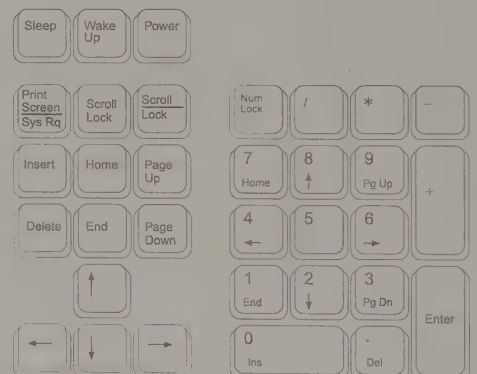 Sleep
Wake
Up
Power
Print
Screen
Sys Rq
Scroll
Lock
Scroll
Lock
Insert
Home
Page
Up
Delete
End
Page
Down
↑
← ↓ →
Num
Lock
/
*
-
7
Home
8
↑
9
Pg Up
+
4
←
5
6
→
1
End
2
↓
3
Pg Dn
Enter
0
Ins
.
Del